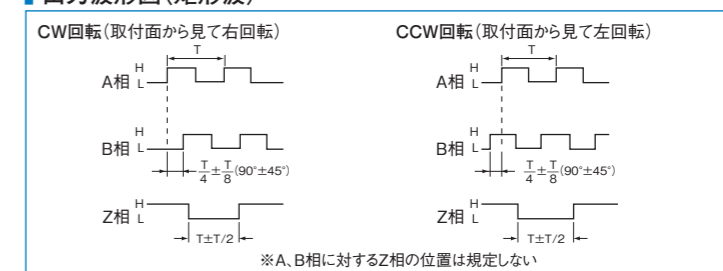 CW回転(取付面から見て右回転)
T
A相 H L
B相 H L
T/4±T/8(90°±45°)
Z相 H L
T±T/2
CCW回転(取付面から見て左回転)
T
A相 H L
B相 H L
T/4±T/8(90°±45°)
Z相 H L
T±T/2
※A、B相に対するZ相の位置は規定しない